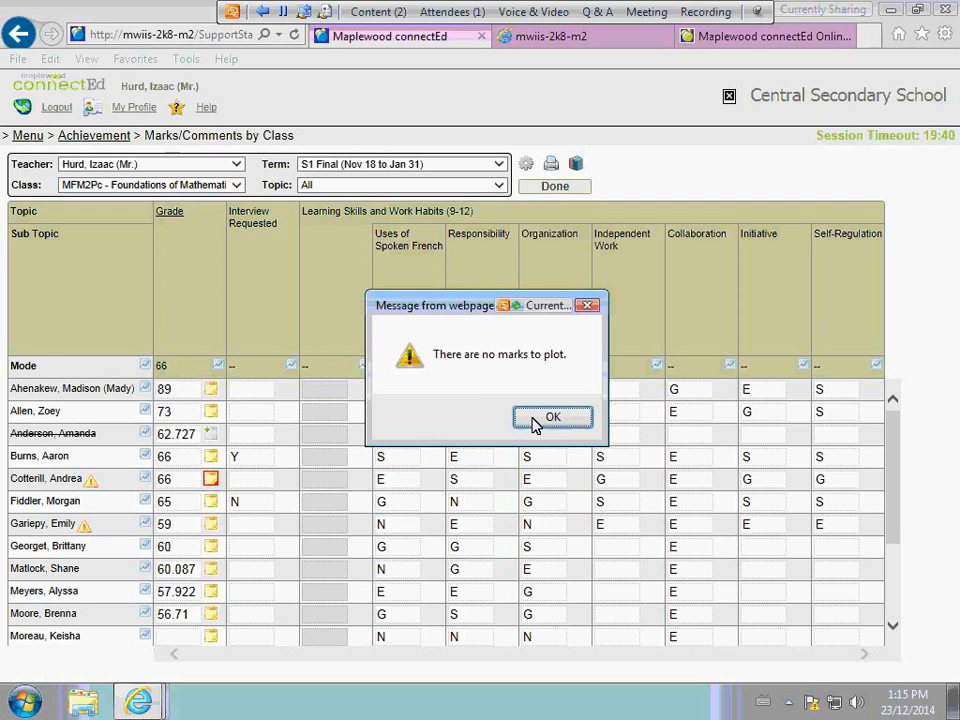 Content (2) Attendees (1) Voice & Video Q & A Meeting Recording Currently Sharing
http://mwiis-2k8-m2/SupportSta Maplewood connectEd mwiis-2k8-m2 Maplewood connectEd Onlin...
File Edit View Favorites Tools Help
maplewood
connectEd Hurd, Izaac (Mr.)
Logout My Profile Help Central Secondary School
> Menu > Achievement > Marks/Comments by Class Session Timeout: 19:40
Teacher: Hurd, Izaac (Mr.) Term: S1 Final (Nov 18 to Jan 31)
Class: MFM2Pc - Foundations of Mathemati Topic: All Done
Topic Grade Interview Requested Learning Skills and Work Habits (9-12)
Sub Topic Uses of Spoken French Responsibility Organization Independent Work Collaboration Initiative Self-Regulation
Message from webpage Current...
There are no marks to plot.
OK
Mode 66 -- -- -- -- --
Ahenakew, Madison (Mady) 89 G E S
Allen, Zoey 73 E G S
Anderson, Amanda 62.727
Burns, Aaron 66 Y S E S S E S S
Cotterill, Andrea 66 E S E G E G G
Fiddler, Morgan 65 N G N G S E S S
Gariepy, Emily 59 N E N E E E E
Georget, Brittany 60 G G S E
Matlock, Shane 60.087 N G E E
Meyers, Alyssa 57.922 E E G E
Moore, Brenna 56.71 G S G E
Moreau, Keisha N N N E
1:15 PM
23/12/2014